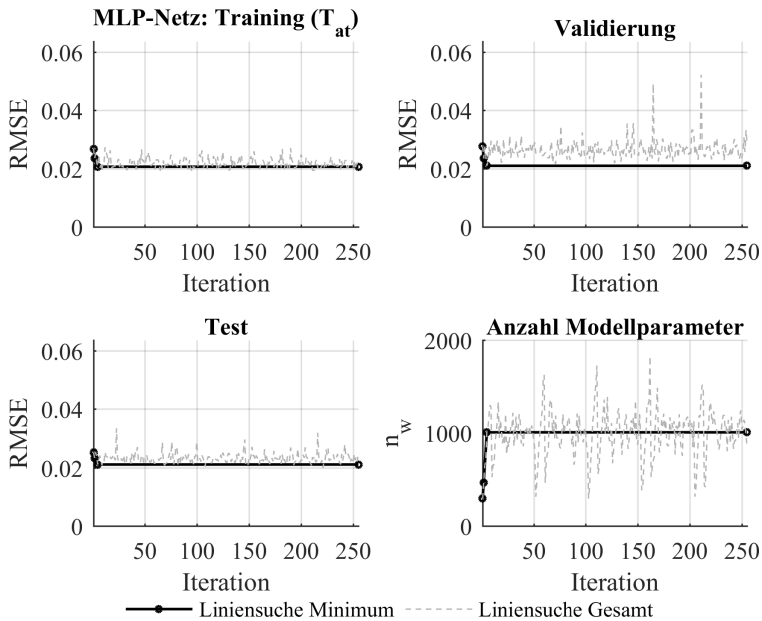 MLP-Netz: Training (T_at)
0.06
0.04
0.02
0
RMSE
50 100 150 200 250
Iteration
Validierung
0.06
0.04
0.02
0
RMSE
50 100 150 200 250
Iteration
Test
0.06
0.04
0.02
0
RMSE
50 100 150 200 250
Iteration
Anzahl Modellparameter
2000
1000
0
n_w
50 100 150 200 250
Iteration
Liniensuche Minimum Liniensuche Gesamt